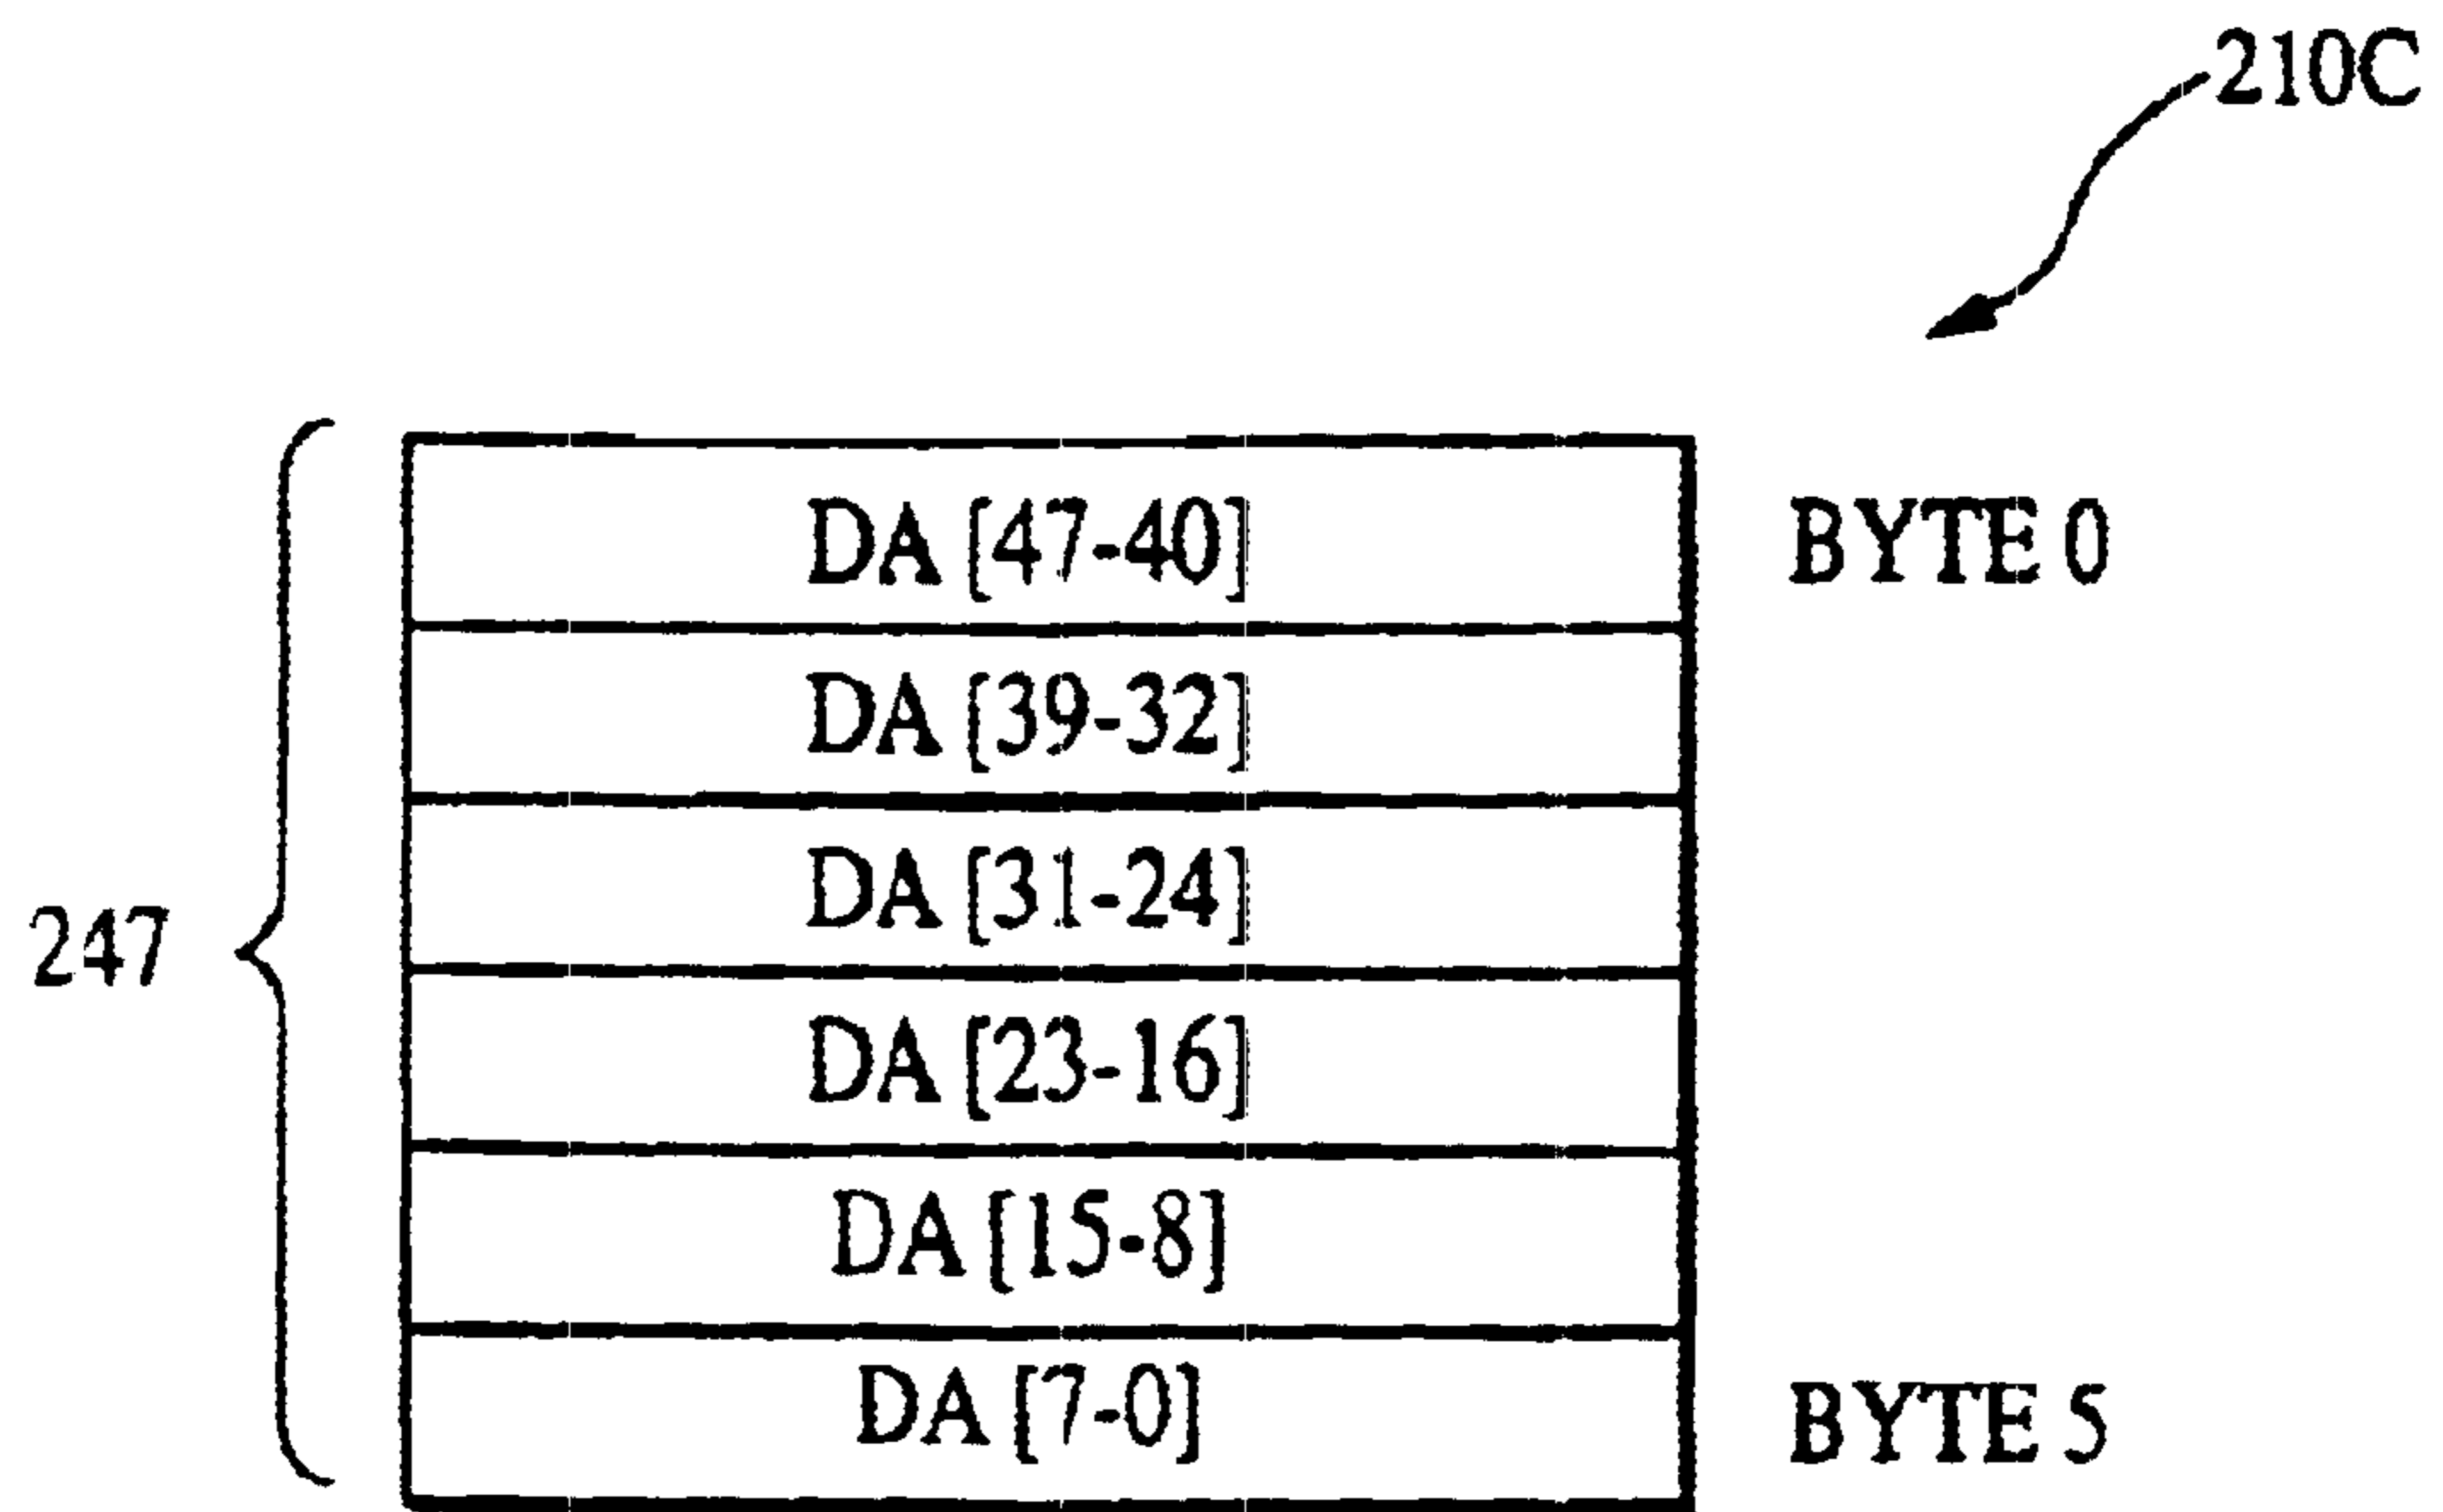 210C
DA [47-40] BYTE 0
DA [39-32]
DA [31-24]
247
DA [23-16]
DA [15-8]
DA [7-0] BYTE 5